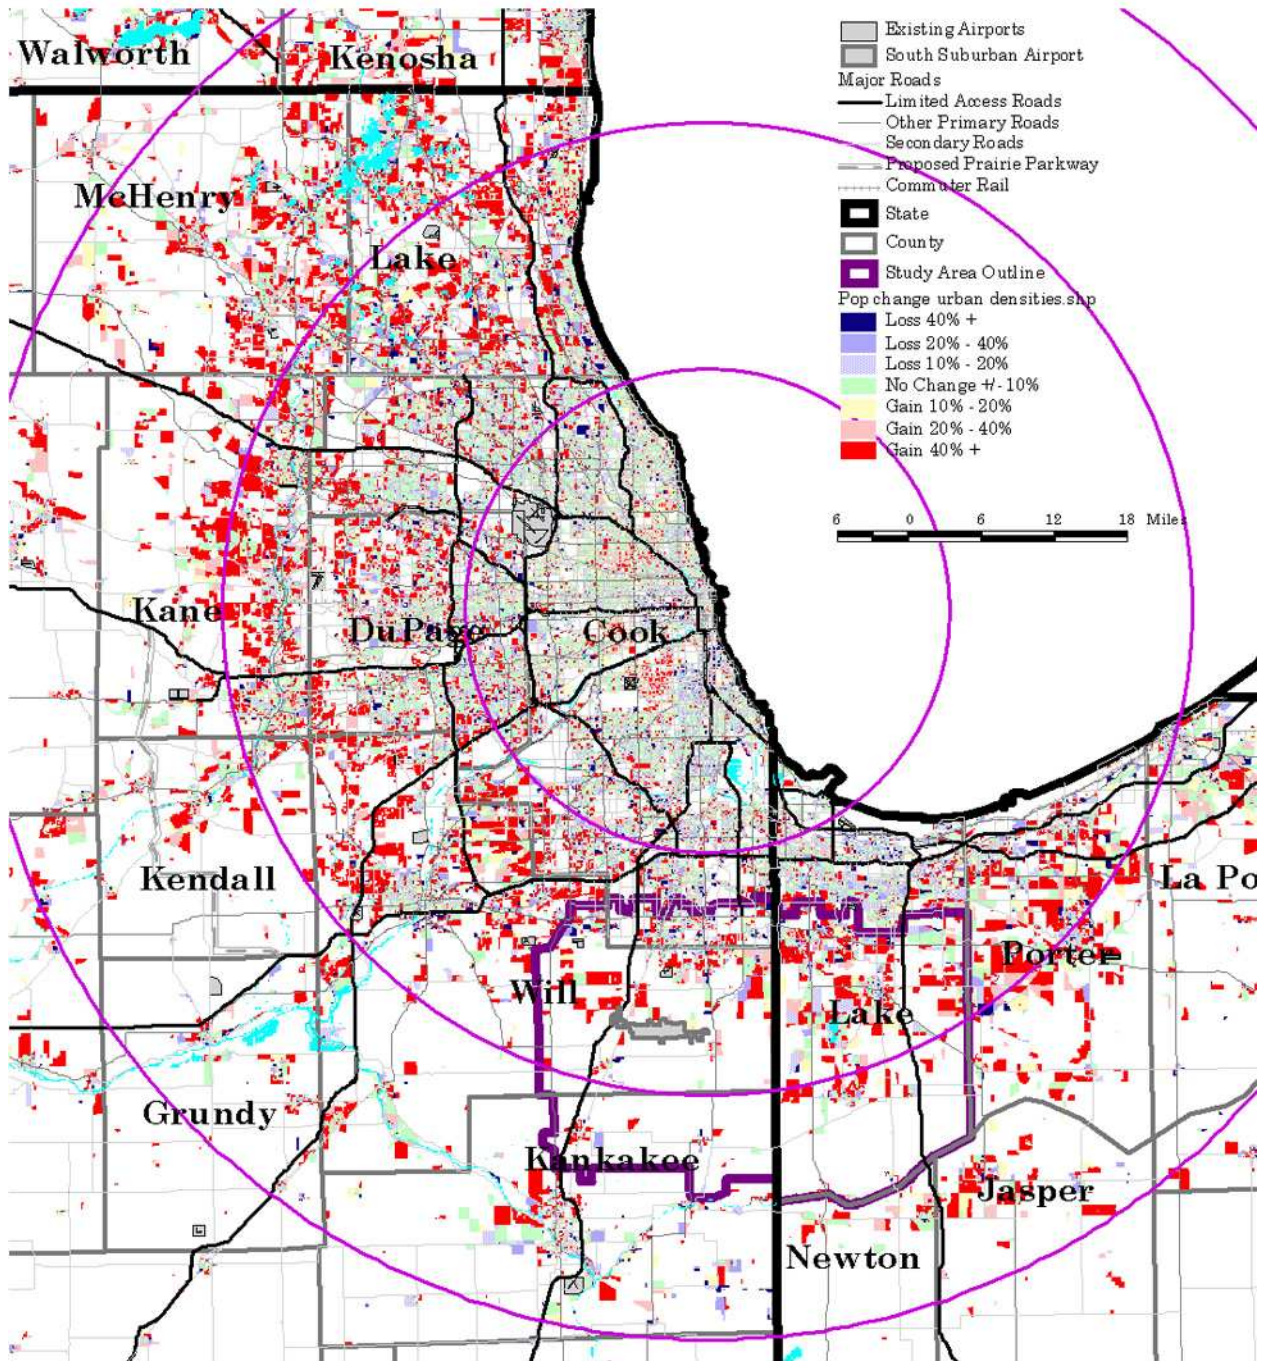 Existing Airports
South Suburban Airport
Major Roads
Limited Access Roads
Other Primary Roads
Secondary Roads
Proposed Prairie Parkway
Commuter Rail
State
County
Study Area Outline
Pop change urban densities.shp
Loss 40% +
Loss 20% - 40%
Loss 10% - 20%
No Change +/- 10%
Gain 10% - 20%
Gain 20% - 40%
Gain 40% +
6 0 6 12 18 Miles
Walworth
Kenosha
McHenry
Lake
Kane
DuPage
Cook
Kendall
La Po
Porter
Will
Lake
Grundy
Kankakee
Jasper
Newton